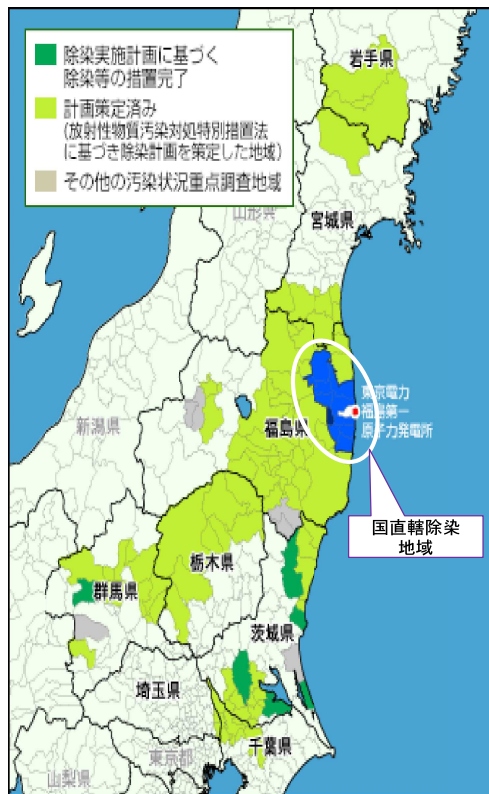 除染実施計画に基づく
除染等の措置完了
計画策定済み
(放射性物質汚染対処特別措置法
に基づき除染計画を策定した地域)
その他の汚染状況重点調査地域
岩手県
山形県
宮城県
東京電力
福島第一
原子力発電所
新潟県
福島県
国直轄除染
地域
栃木県
群馬県
茨城県
埼玉県
千葉県
東京都
山梨県